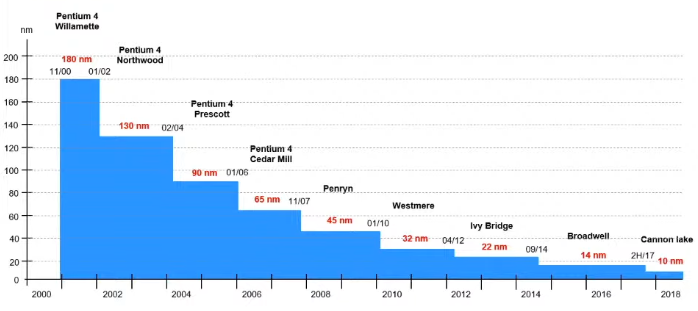 Pentium 4
Willamette
nm
Pentium 4
Northwood
180 nm
200
11/00
01/02
180
160
Pentium 4
Prescott
140
130 nm
02/04
120
Pentium 4
Cedar Mill
100
90 nm
01/06
Penryn
80
65 nm
11/07
Westmere
60
45 nm
01/10
Ivy Bridge
40
32 nm
04/12
Broadwell
Cannon lake
22 nm
09/14
14 nm
2H/17
10 nm
20
0
2000
2002
2004
2006
2008
2010
2012
2014
2016
2018